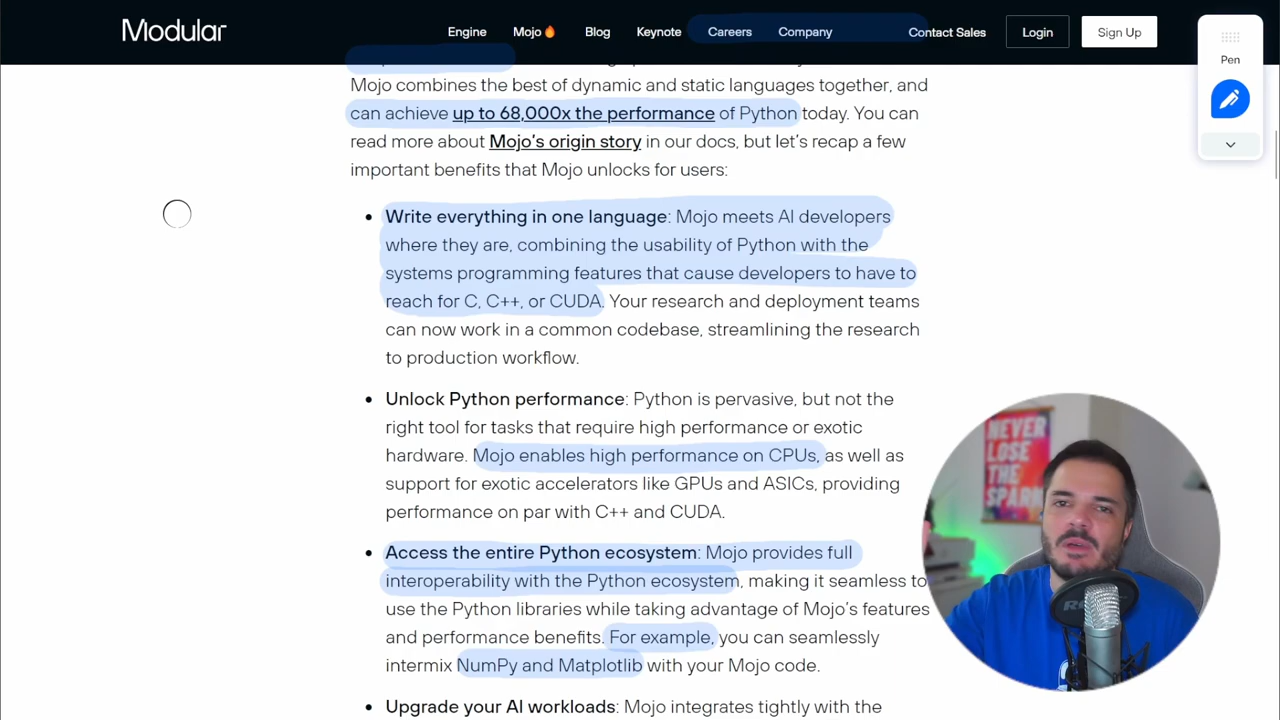 Modular
Engine Mojo🔥 Blog Keynote Careers Company Contact Sales Login Sign Up
Pen
Mojo combines the best of dynamic and static languages together, and
can achieve up to 68,000x the performance of Python today. You can
read more about Mojo's origin story in our docs, but let's recap a few
important benefits that Mojo unlocks for users:
• Write everything in one language: Mojo meets AI developers
where they are, combining the usability of Python with the
systems programming features that cause developers to have to
reach for C, C++, or CUDA. Your research and deployment teams
can now work in a common codebase, streamlining the research
to production workflow.
• Unlock Python performance: Python is pervasive, but not the
right tool for tasks that require high performance or exotic
hardware. Mojo enables high performance on CPUs, as well as
support for exotic accelerators like GPUs and ASICs, providing
performance on par with C++ and CUDA.
• Access the entire Python ecosystem: Mojo provides full
interoperability with the Python ecosystem, making it seamless to
use the Python libraries while taking advantage of Mojo's features
and performance benefits. For example, you can seamlessly
intermix NumPy and Matplotlib with your Mojo code.
• Upgrade your AI workloads: Mojo integrates tightly with the
NEVER
LOSE
THE